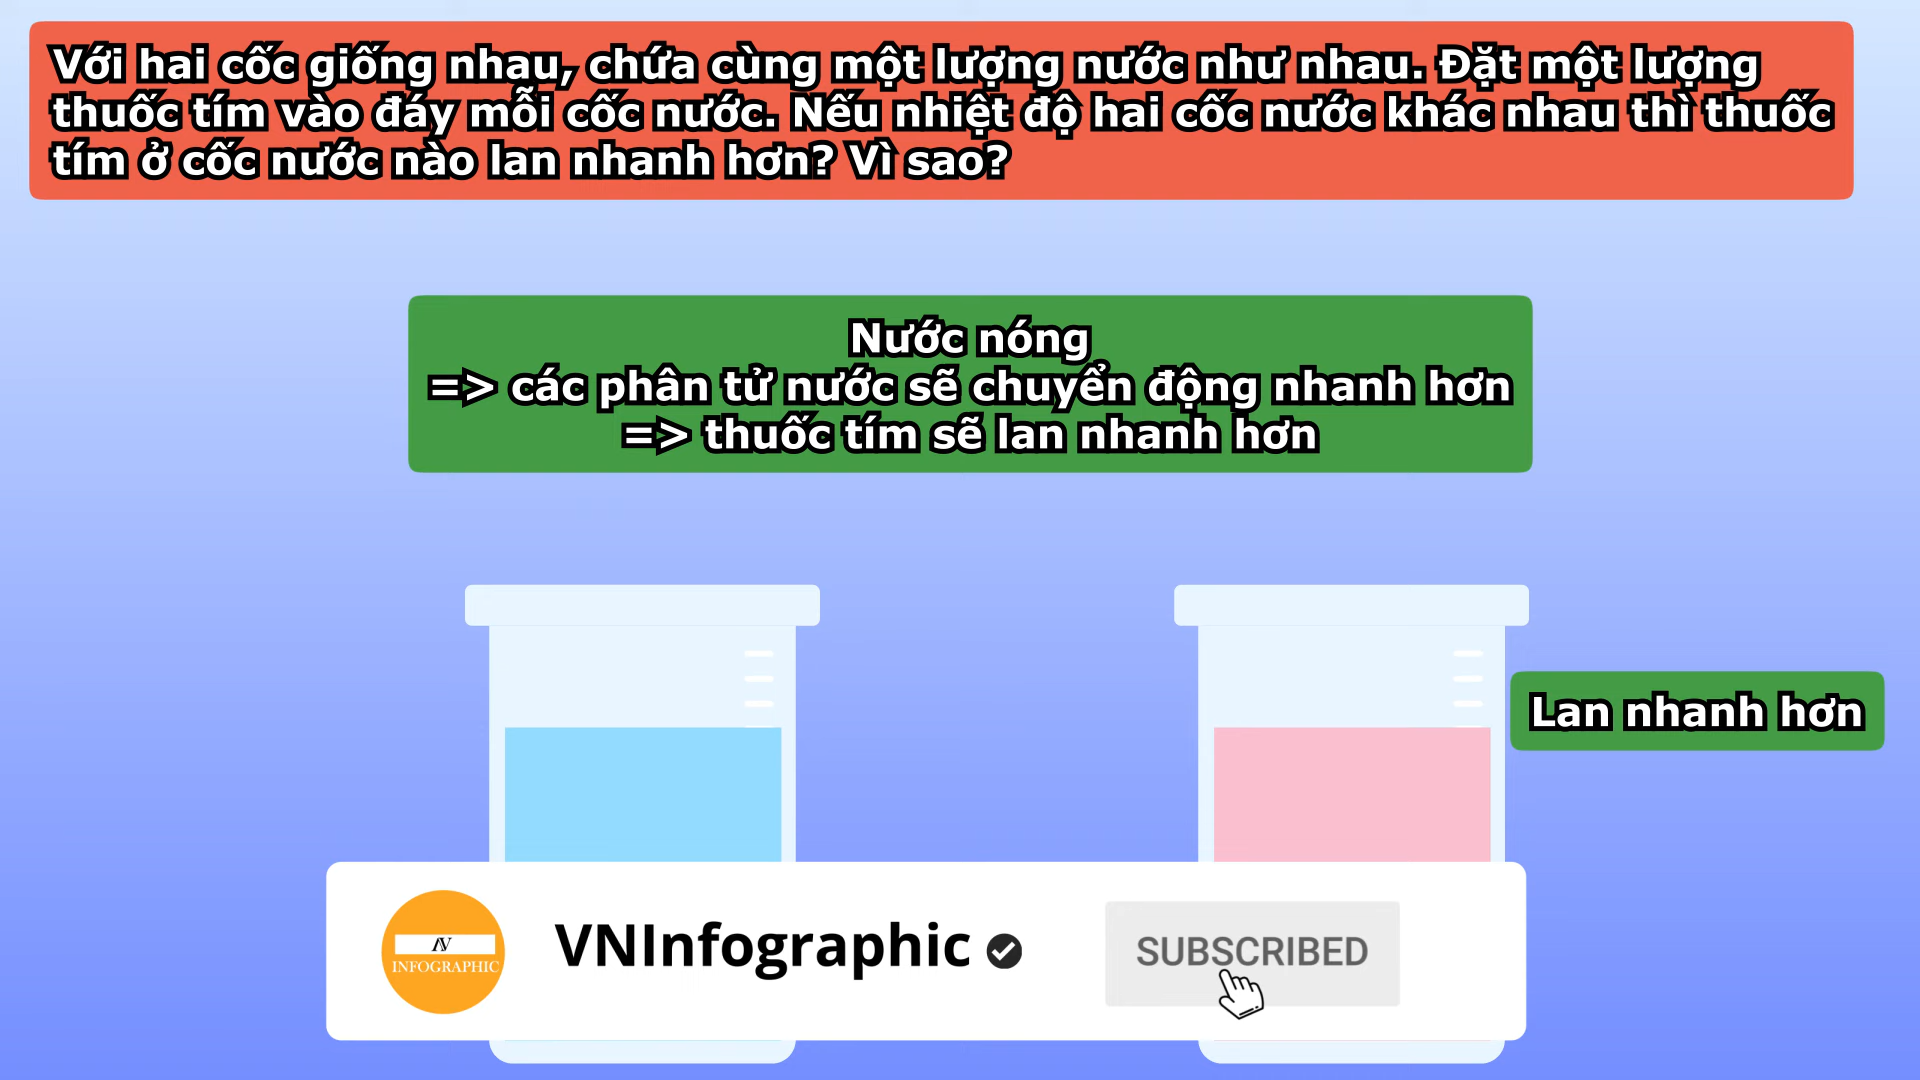 Với hai cốc giống nhau, chứa cùng một lượng nước như nhau. Đặt một lượng
thuốc tím vào đáy mỗi cốc nước. Nếu nhiệt độ hai cốc nước khác nhau thì thuốc
tím ở cốc nước nào lan nhanh hơn? Vì sao?
Nước nóng
=> các phân tử nước sẽ chuyển động nhanh hơn
=> thuốc tím sẽ lan nhanh hơn
Lan nhanh hơn
INFOGRAPHIC
VNInfographic
SUBSCRIBED